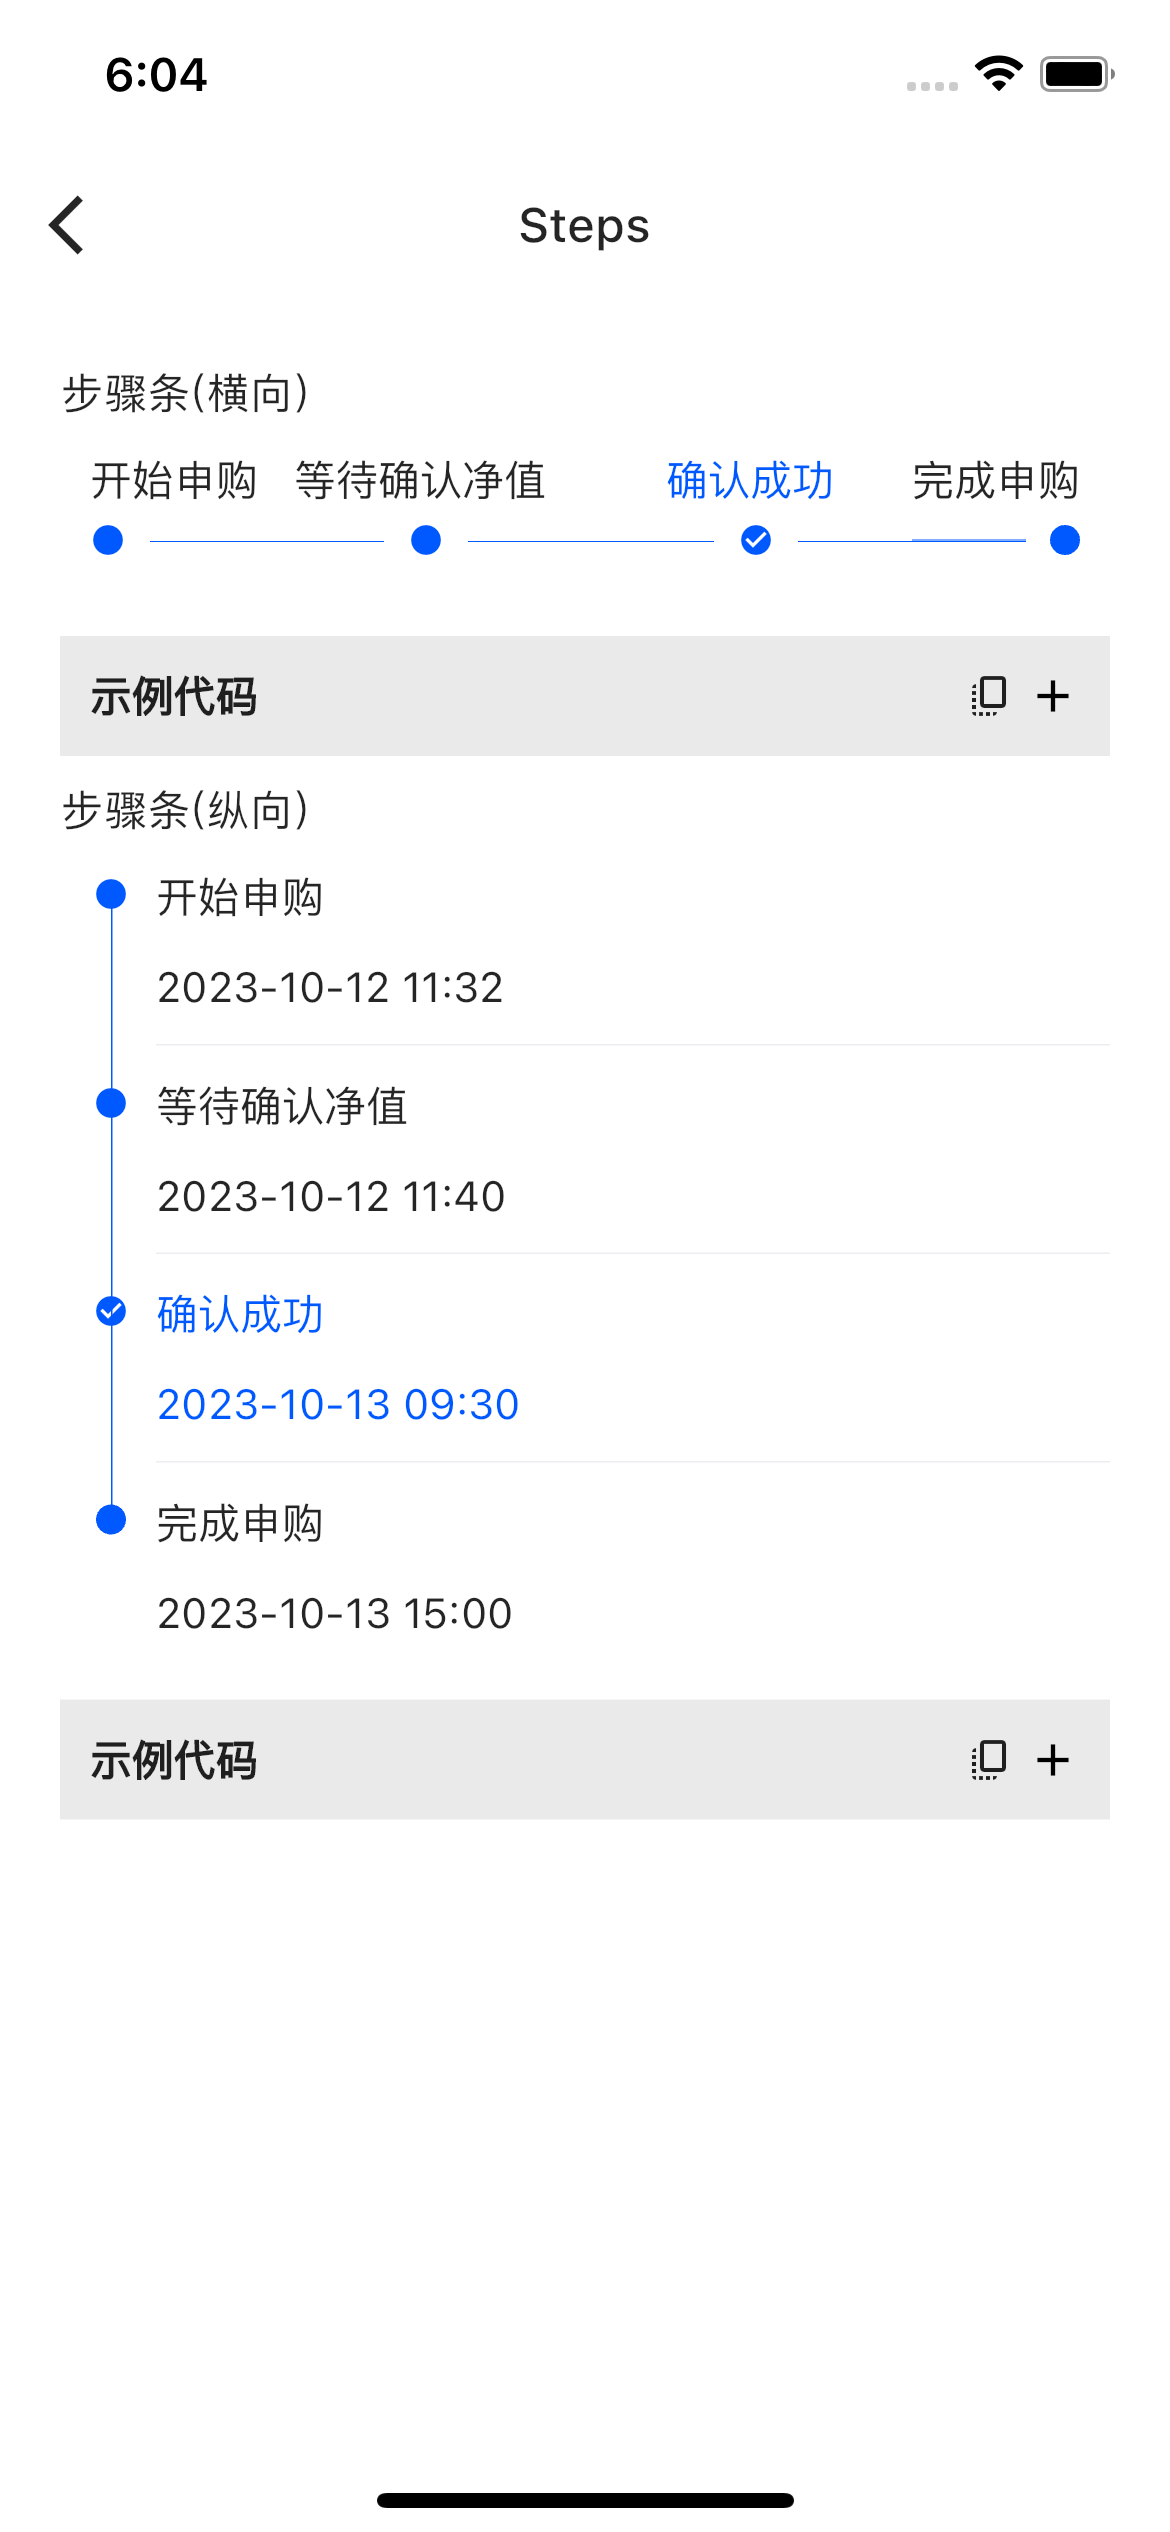 6:04
Steps
步骤条(横向)
开始申购 等待确认净值 确认成功 完成申购
示例代码
步骤条(纵向)
开始申购
2023-10-12 11:32
等待确认净值
2023-10-12 11:40
确认成功
2023-10-13 09:30
完成申购
2023-10-13 15:00
示例代码